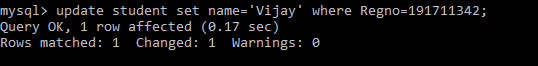 mysql> update student set name='Vijay' where Regno=191711342;
Query OK, 1 row affected (0.17 sec)
Rows matched: 1  Changed: 1  Warnings: 0